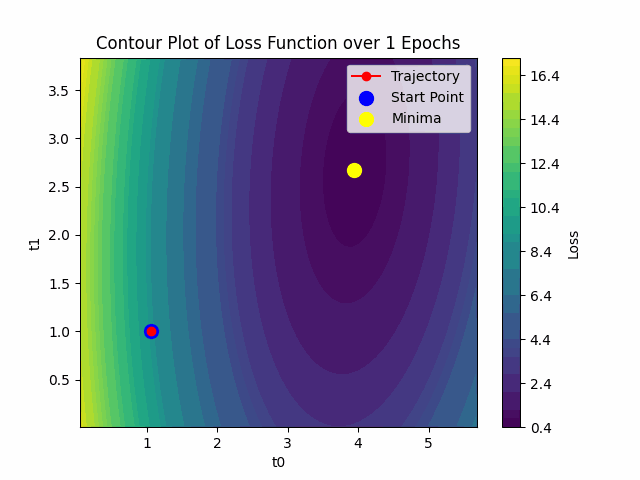 Contour Plot of Loss Function over 1 Epochs
Trajectory
Start Point
Minima
t1
3.5
3.0
2.5
2.0
1.5
1.0
0.5
1 2 3 4 5
t0
16.4
14.4
12.4
10.4
8.4
6.4
4.4
2.4
0.4
Loss